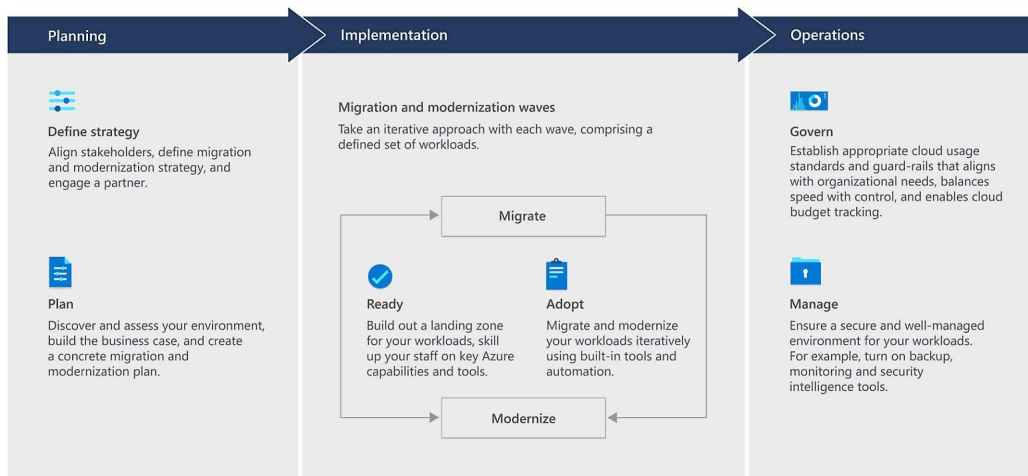 Planning
Implementation
Operations
Define strategy
Align stakeholders, define migration
and modernization strategy, and
engage a partner.
Plan
Discover and assess your environment,
build the business case, and create
a concrete migration and
modernization plan.
Migration and modernization waves
Take an iterative approach with each wave, comprising a
defined set of workloads.
Migrate
Ready
Build out a landing zone
for your workloads, skill
up your staff on key Azure
capabilities and tools.
Adopt
Migrate and modernize
your workloads iteratively
using built-in tools and
automation.
Modernize
Govern
Establish appropriate cloud usage
standards and guard-rails that aligns
with organizational needs, balances
speed with control, and enables cloud
budget tracking.
Manage
Ensure a secure and well-managed
environment for your workloads.
For example, turn on backup,
monitoring and security
intelligence tools.